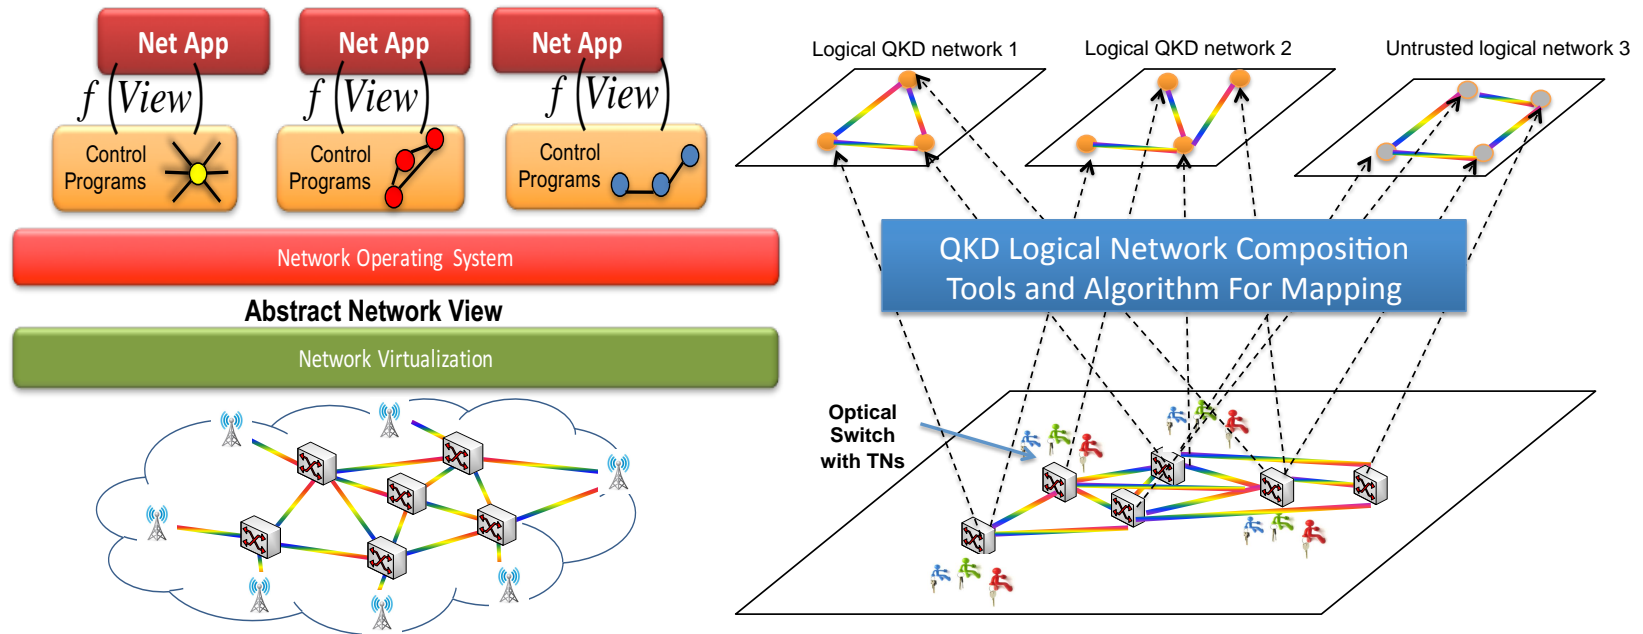 Net App
Net App
Net App
f (View)
f (View)
f (View)
Control
Programs
Control
Programs
Control
Programs
Network Operating System
Abstract Network View
Network Virtualization
Logical QKD network 1
Logical QKD network 2
Untrusted logical network 3
QKD Logical Network Composition
Tools and Algorithm For Mapping
Optical
Switch
with TNs